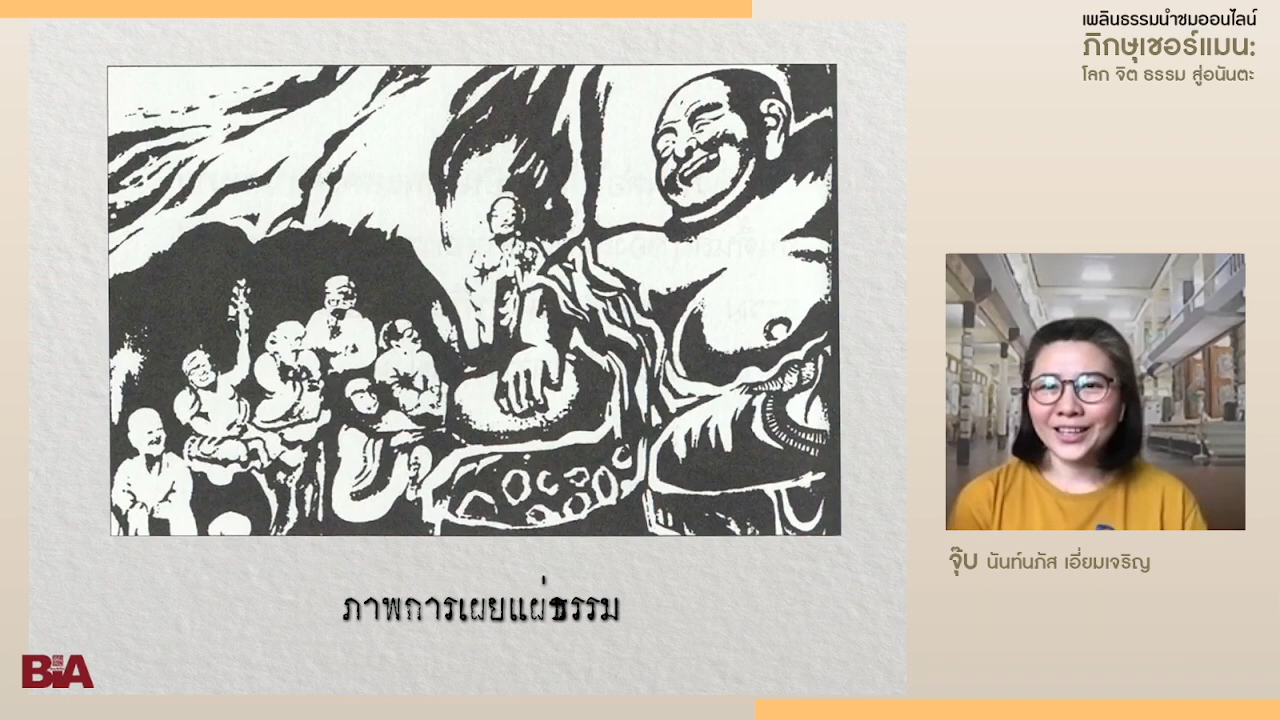 เพลินธรรมนำชมออนไลน์
ภิกษุเชอร์แมน:
โลก จิต ธรรม สู่อนันตะ
ภาพการเผยแผ่ธรรม
จุ๊บ นันท์นภัส เอี่ยมเจริญ
BIA